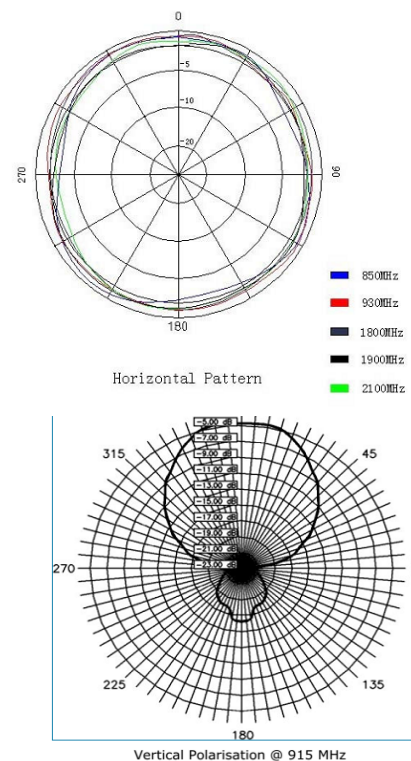 0
-5
-10
-20
270
90
180
850MHz
930MHz
1800MHz
1900MHz
2100MHz
Horizontal Pattern
-5.00 dB
-7.00 dB
-9.00 dB
-11.00 dB
-13.00 dB
-15.00 dB
-17.00 dB
-19.00 dB
-21.00 dB
-23.00 dB
315
45
270
225
135
180
Vertical Polarisation @ 915 MHz